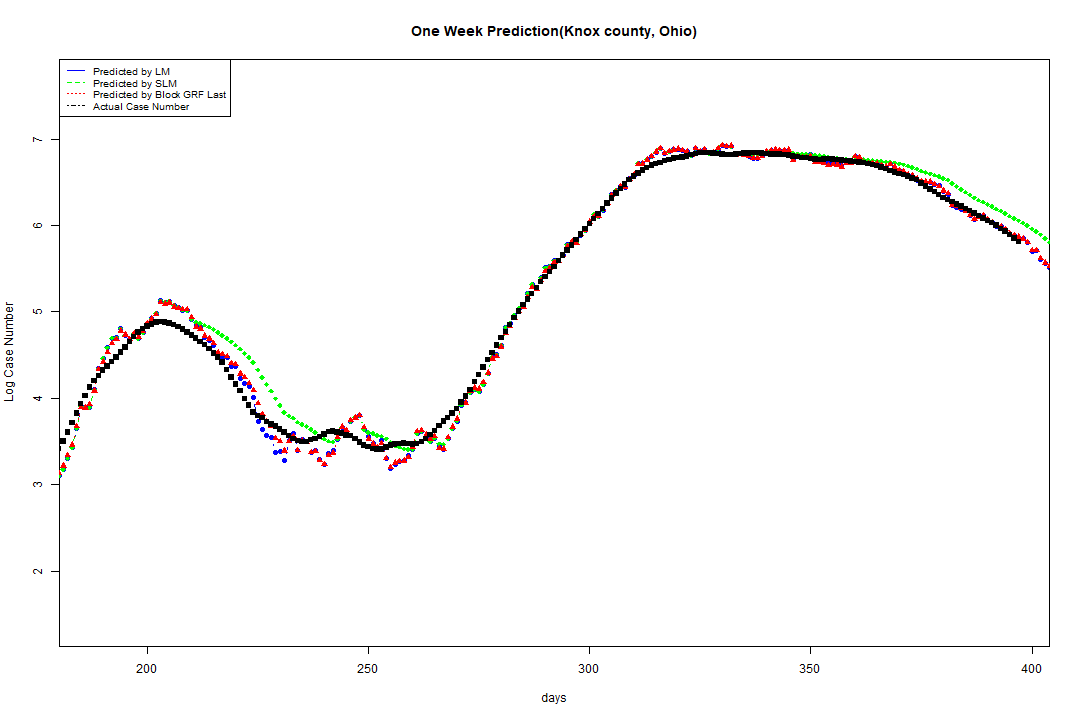 One Week Prediction(Knox county, Ohio)
Predicted by LM
Predicted by SLM
Predicted by Block GRF Last
Actual Case Number
7
6
5
4
3
2
Log Case Number
200 250 300 350 400
days